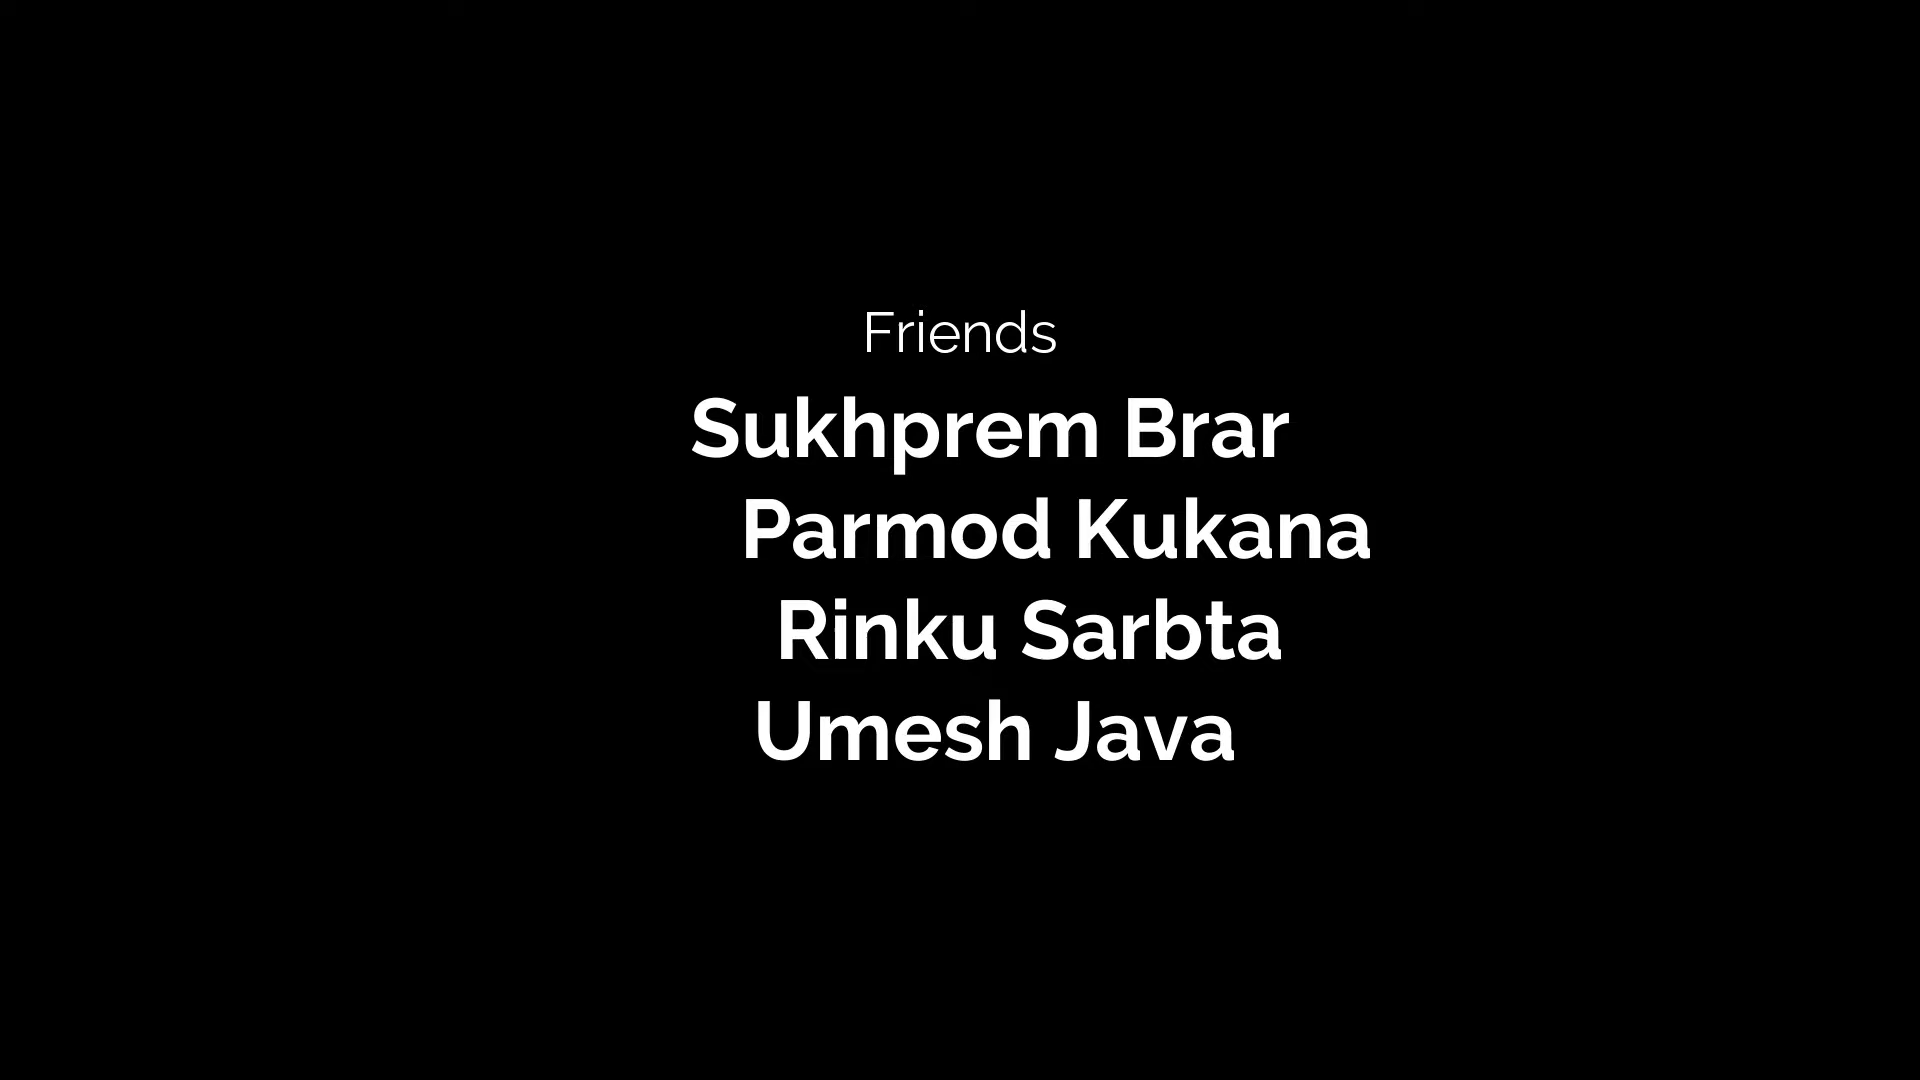 Friends
Sukhprem Brar
Parmod Kukana
Rinku Sarbta
Umesh Java